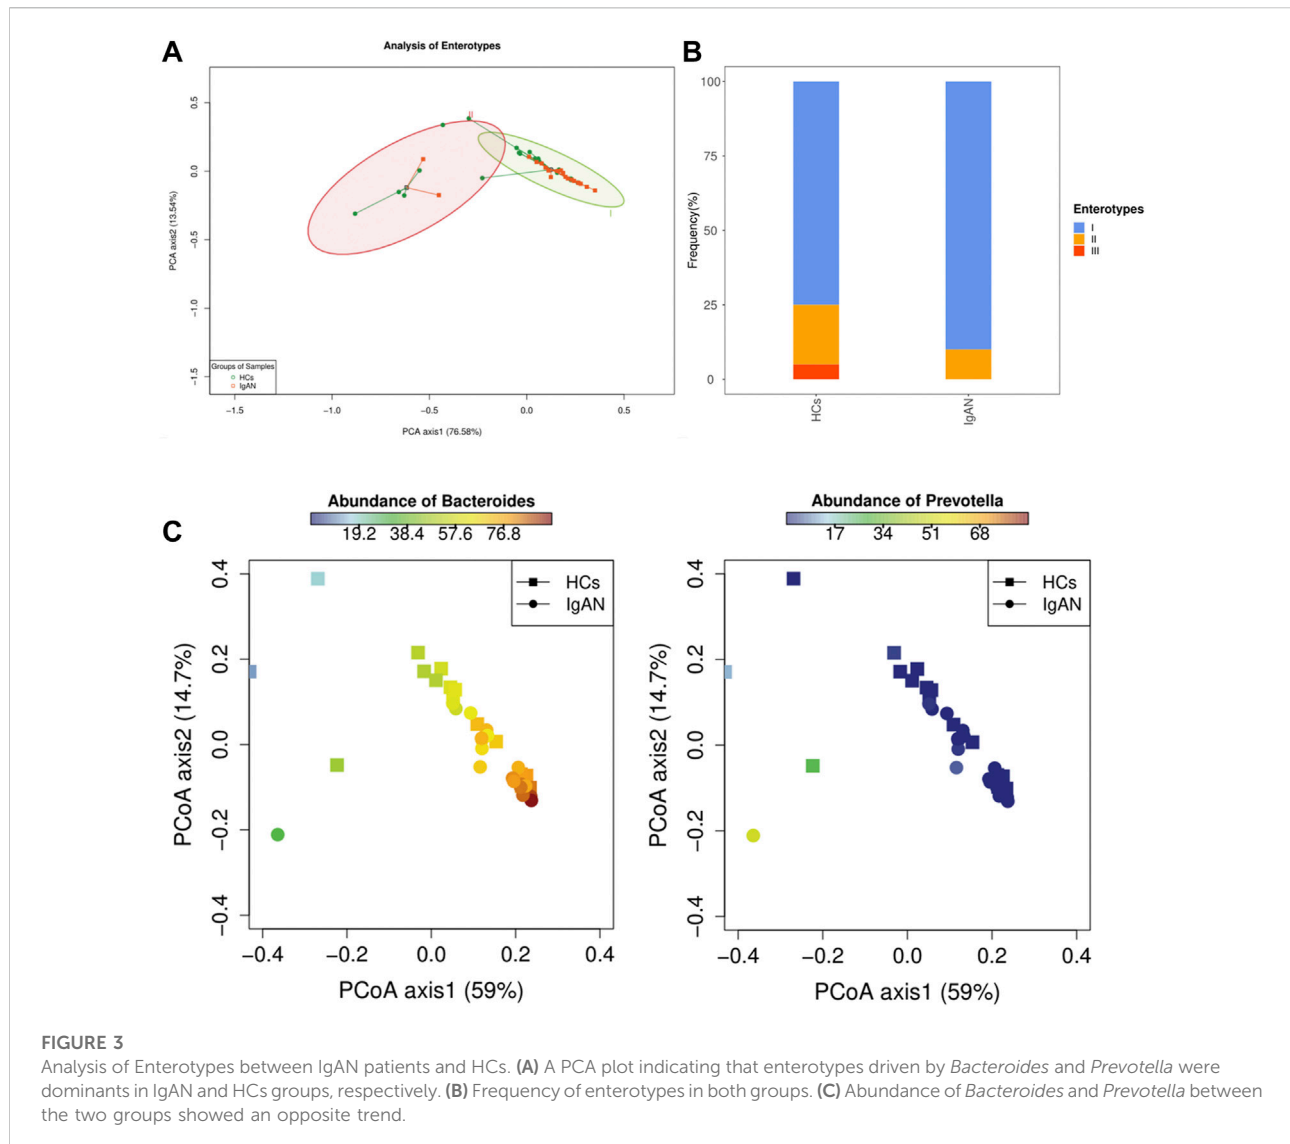 A
Analysis of Enterotypes
PCA axis2 (13.54%)
0.5
0.0
−0.5
−1.0
−1.5
II
I
Groups of Samples
HCs
IgAN
−1.5 −1.0 −0.5 0.0 0.5
PCA axis1 (76.58%)
B
Frequency(%)
100
75
50
25
0
HCs IgAN
Enterotypes
I
II
III
C
Abundance of Bacteroides
19.2 38.4 57.6 76.8
HCs
IgAN
PCoA axis2 (14.7%)
0.4
0.2
0.0
−0.2
−0.4
−0.4 −0.2 0.0 0.2 0.4
PCoA axis1 (59%)
Abundance of Prevotella
17 34 51 68
HCs
IgAN
PCoA axis2 (14.7%)
0.4
0.2
0.0
−0.2
−0.4
−0.4 −0.2 0.0 0.2 0.4
PCoA axis1 (59%)
FIGURE 3
Analysis of Enterotypes between IgAN patients and HCs. (A) A PCA plot indicating that enterotypes driven by Bacteroides and Prevotella were
dominants in IgAN and HCs groups, respectively. (B) Frequency of enterotypes in both groups. (C) Abundance of Bacteroides and Prevotella between
the two groups showed an opposite trend.